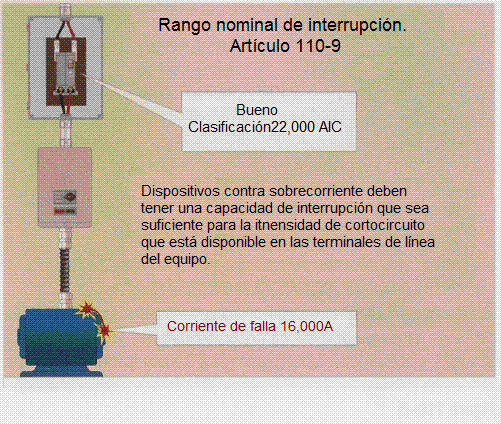 Rango nominal de interrupción.
Artículo 110-9
Bueno
Clasificación22,000 AIC
Dispositivos contra sobrecorriente deben
tener una capacidad de interrupción que sea
suficiente para la itnensidad de cortocircuito
que está disponible en las terminales de línea
del equipo.
Corriente de falla 16,000A